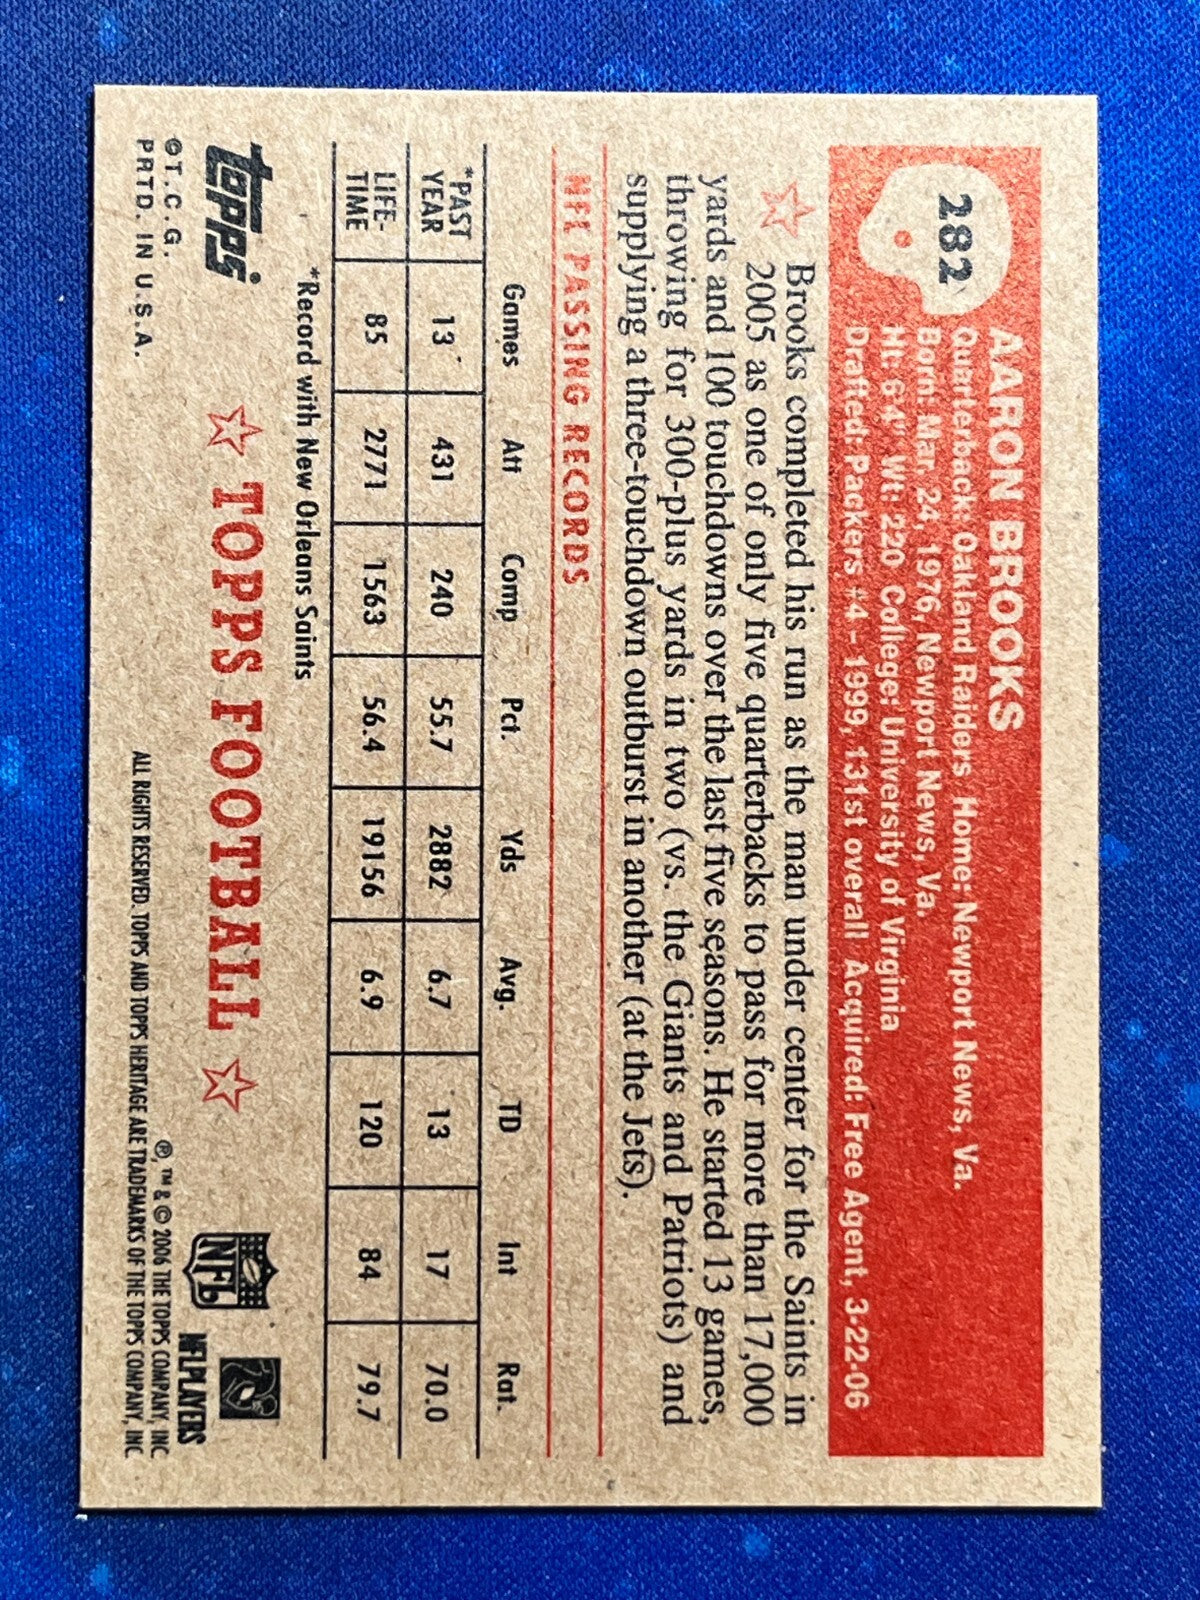 282
AARON BROOKS
Quarterback: Oakland Raiders Home: Newport News, Va.
Born: Mar. 24, 1976, Newport News, Va.
Ht: 6'4" Wt: 220 College: University of Virginia
Drafted: Packers #4 - 1999, 131st overall Acquired: Free Agent, 3-22-06
Brooks completed his run as the man under center for the Saints in
2005 as one of only five quarterbacks to pass for more than 17,000
yards and 100 touchdowns over the last five seasons. He started 13 games,
throwing for 300-plus yards in two (vs. the Giants and Patriots) and
supplying a three-touchdown outburst in another (at the Jets).
NFL PASSING RECORDS
Games Att Comp Pct. Yds Avg. TD Int Rat.
*PAST YEAR 13 431 240 55.7 2882 6.7 13 17 70.0
LIFE-TIME 85 2771 1563 56.4 19156 6.9 120 84 79.7
*Record with New Orleans Saints
topps
©T.C.G.
PRTD. IN U.S.A.
TOPPS FOOTBALL
NFL
NFLPLAYERS
®, ™ & © 2006 THE TOPPS COMPANY, INC.
ALL RIGHTS RESERVED. TOPPS AND TOPPS HERITAGE ARE TRADEMARKS OF THE TOPPS COMPANY, INC.